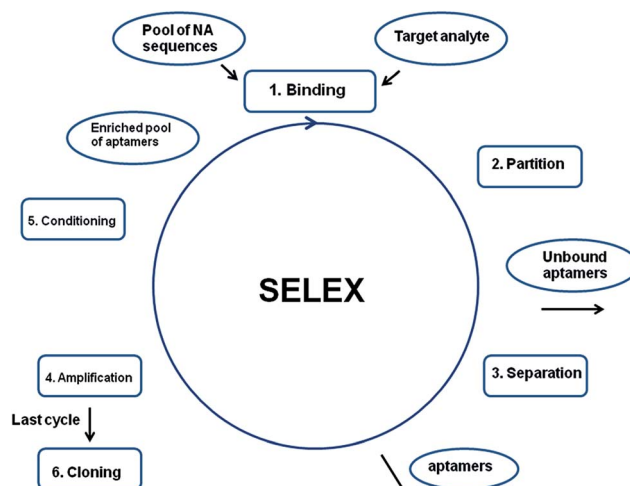 Pool of NA
sequences
Target analyte
1. Binding
Enriched pool
of aptamers
2. Partition
5. Conditioning
Unbound
aptamers
SELEX
4. Amplification
3. Separation
Last cycle
6. Cloning
aptamers